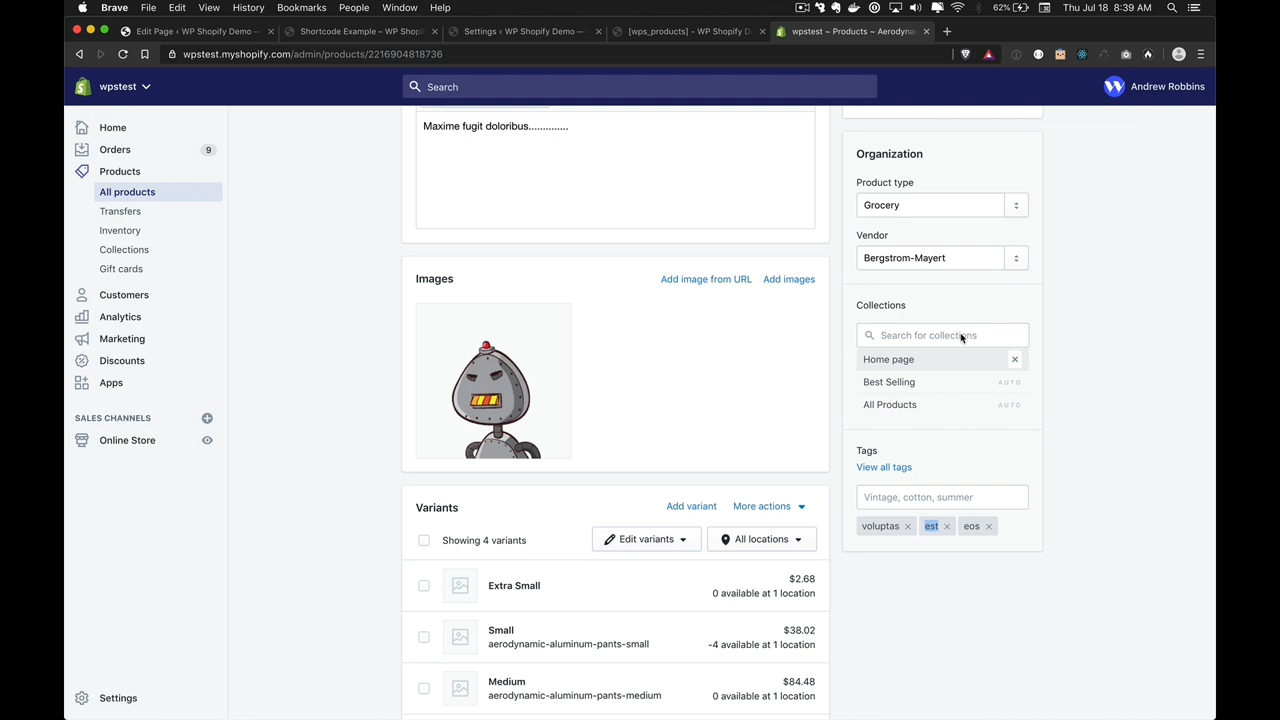 Brave File Edit View History Bookmarks People Window Help 62% Thu Jul 18 8:39 AM
Edit Page ‹ WP Shopify Demo — Shortcode Example – WP Shopi Settings ‹ WP Shopify Demo — [wps_products] – WP Shopify D wpstest ~ Products ~ Aerodyna
wpstest.myshopify.com/admin/products/2216904818736
wpstest Search Andrew Robbins
Home
Orders 9
Products
All products
Transfers
Inventory
Collections
Gift cards
Customers
Analytics
Marketing
Discounts
Apps
SALES CHANNELS
Online Store
Settings
Maxime fugit doloribus..............
Images Add image from URL Add images
Variants Add variant More actions
Showing 4 variants Edit variants All locations
Extra Small $2.68
0 available at 1 location
Small $38.02
aerodynamic-aluminum-pants-small -4 available at 1 location
Medium $84.48
aerodynamic-aluminum-pants-medium 0 available at 1 location
Organization
Product type
Grocery
Vendor
Bergstrom-Mayert
Collections
Search for collections
Home page
Best Selling AUTO
All Products AUTO
Tags
View all tags
Vintage, cotton, summer
voluptas est eos